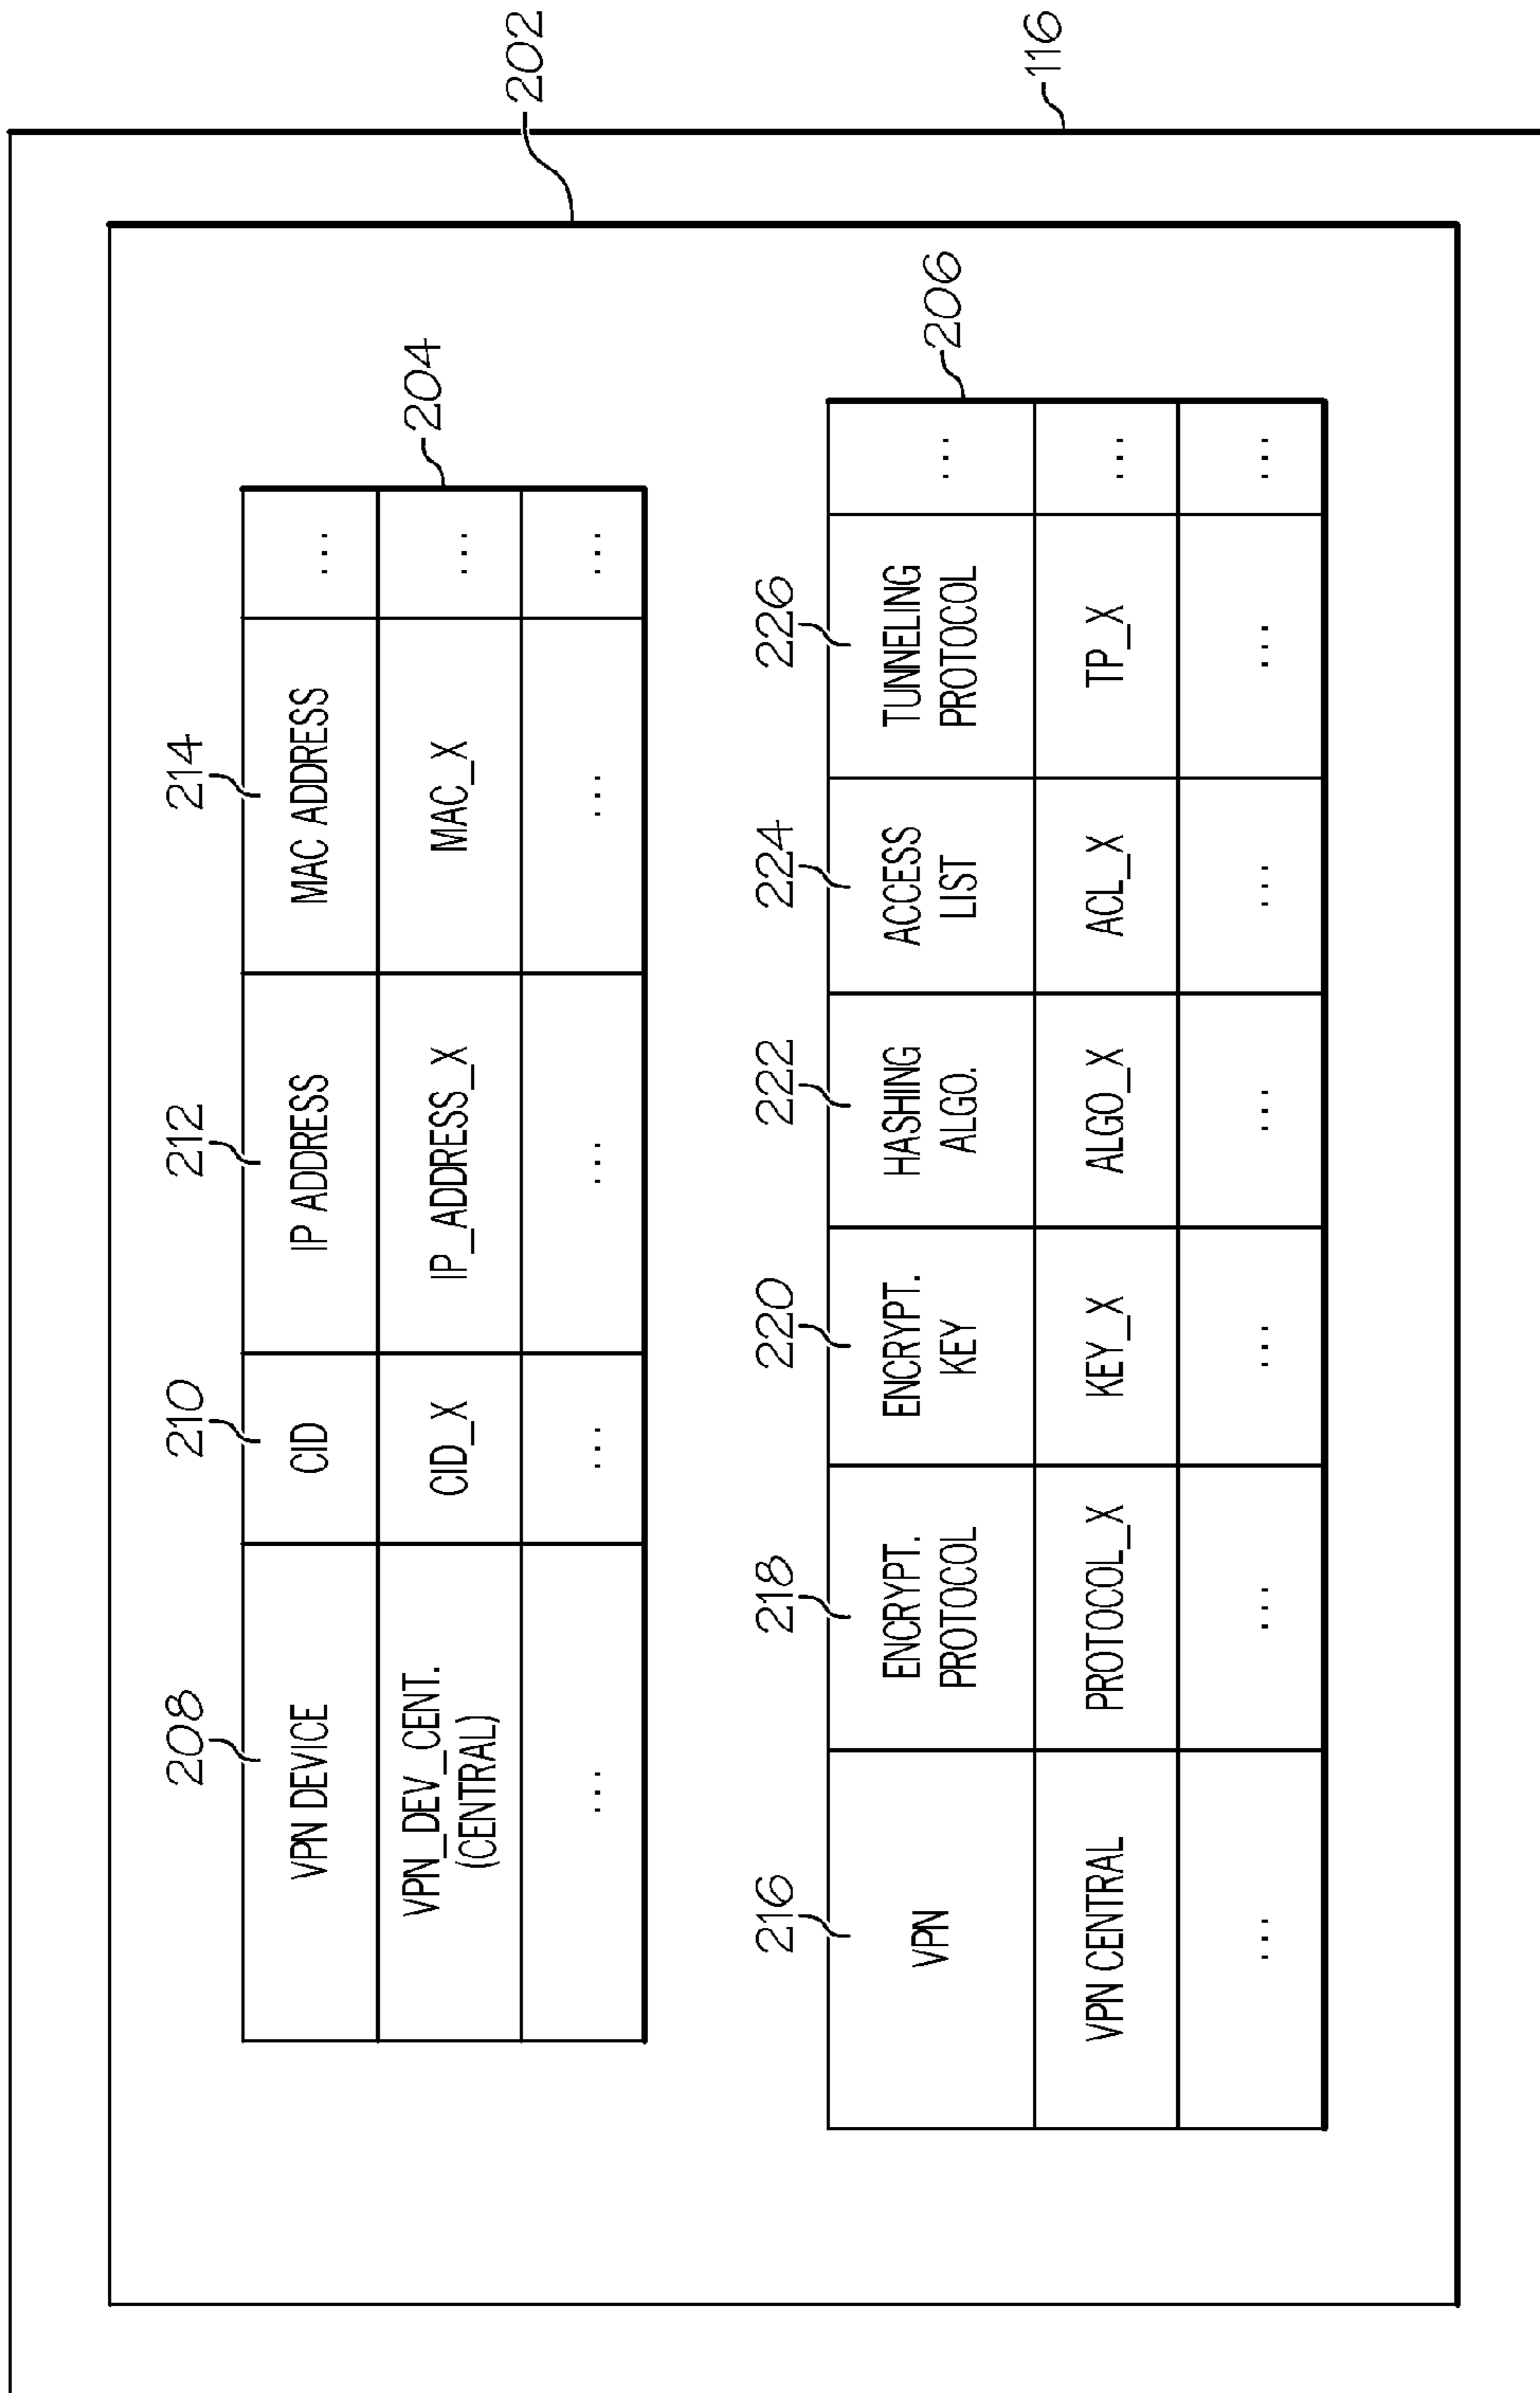 202
116
204
208
210
212
214
VPN DEVICE
CID
IP ADDRESS
MAC ADDRESS
...
VPN_DEV_CENT.
(CENTRAL)
CID_X
IP_ADDRESS_X
MAC_X
...
...
...
...
...
...
206
216
218
220
222
224
226
VPN
ENCRYPT.
PROTOCOL
ENCRYPT.
KEY
HASHING
ALGO.
ACCESS
LIST
TUNNELING
PROTOCOL
...
VPN CENTRAL
PROTOCOL_X
KEY_X
ALGO_X
ACL_X
TP_X
...
...
...
...
...
...
...
...